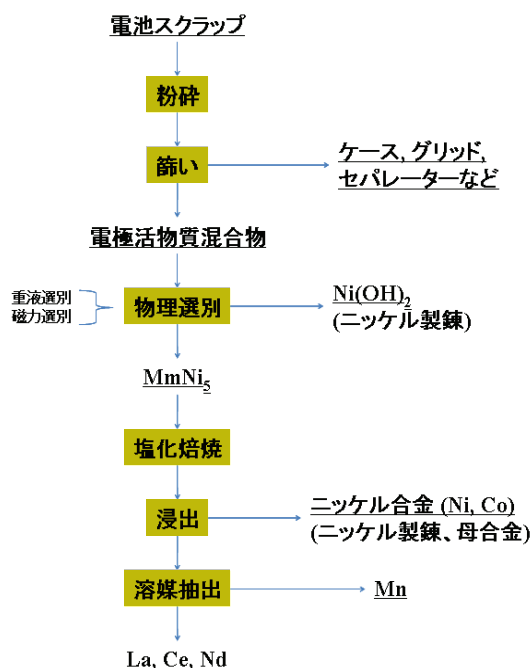 電池スクラップ
粉砕
篩い
ケース, グリッド,
セパレーターなど
電極活物質混合物
重液選別
磁力選別
物理選別
Ni(OH)₂
(ニッケル製錬)
MmNi₅
塩化焙焼
浸出
ニッケル合金 (Ni, Co)
(ニッケル製錬、母合金)
溶媒抽出
Mn
La, Ce, Nd